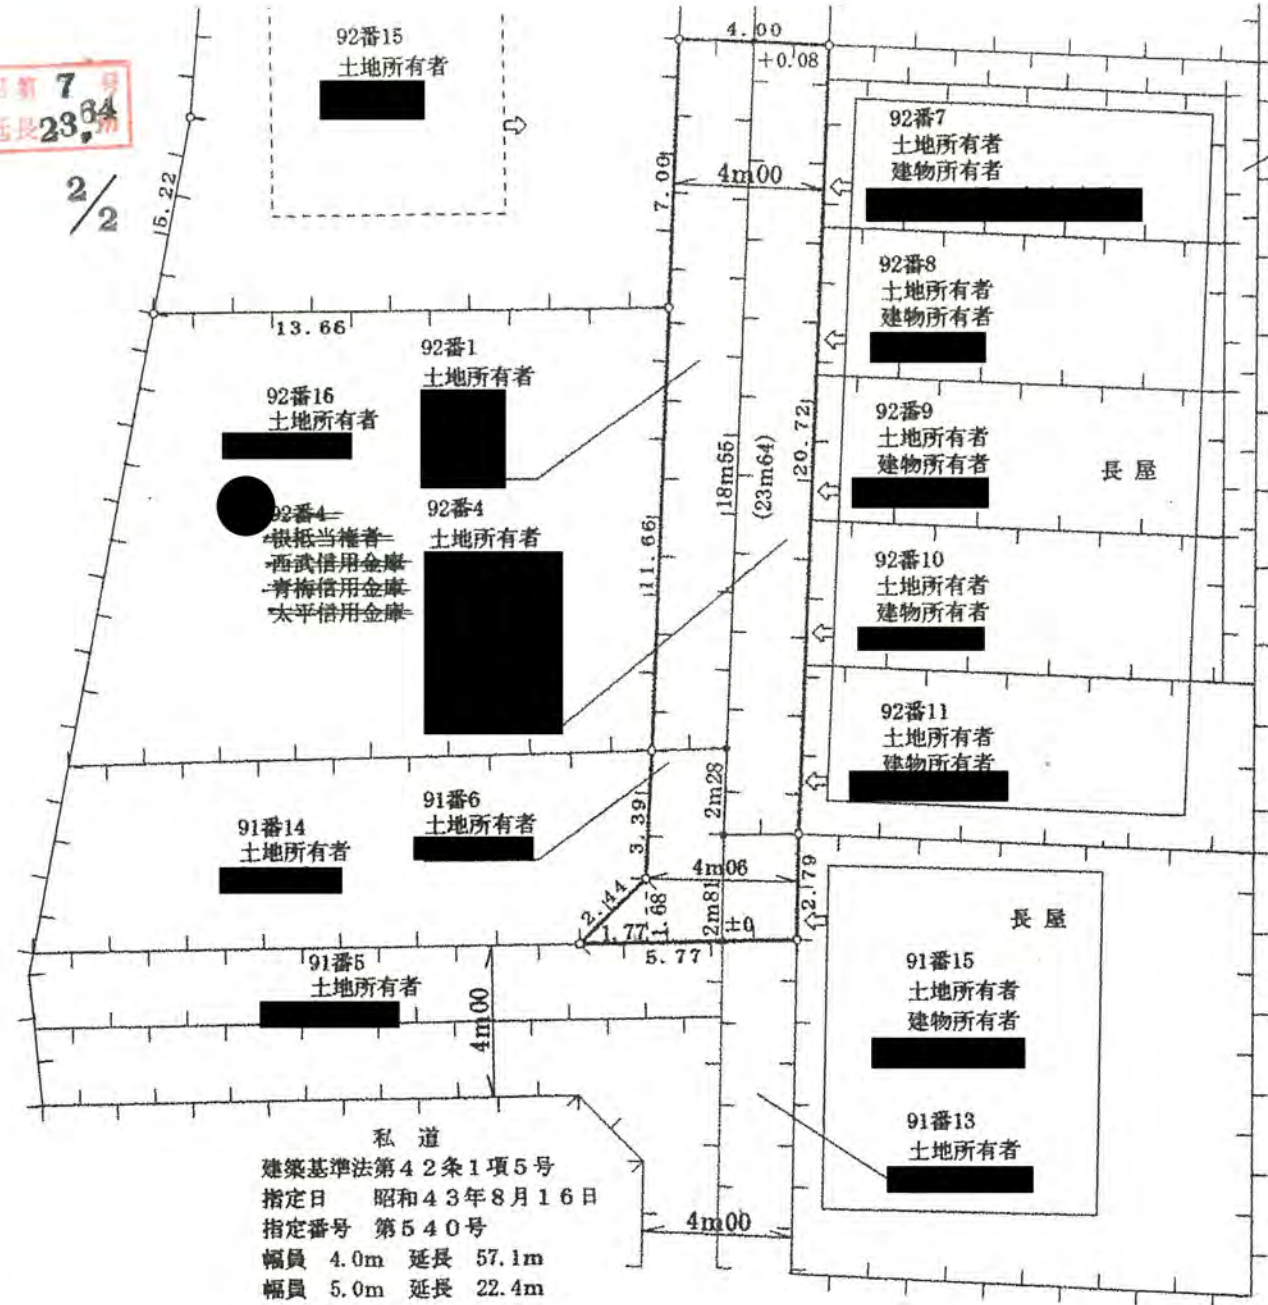 第 7 号
延長23.64
2/2
92番15
土地所有者
4.00
+0.08
4m00
7.00
15.22
92番7
土地所有者
建物所有者
92番8
土地所有者
建物所有者
13.66
92番1
土地所有者
92番16
土地所有者
92番4
根抵当権者
西武信用金庫
青梅信用金庫
太平信用金庫
92番4
土地所有者
11.66
18m55
(23m64)
20.72
92番9
土地所有者
建物所有者
長屋
92番10
土地所有者
建物所有者
92番11
土地所有者
建物所有者
91番14
土地所有者
91番6
土地所有者
3.39
2m28
4m06
2.44
1.68
1.77
2m81
±0
2.79
5.77
長屋
91番5
土地所有者
4m00
91番15
土地所有者
建物所有者
91番13
土地所有者
4m00
私道
建築基準法第42条1項5号
指定日 昭和43年8月16日
指定番号 第540号
幅員 4.0m 延長 57.1m
幅員 5.0m 延長 22.4m